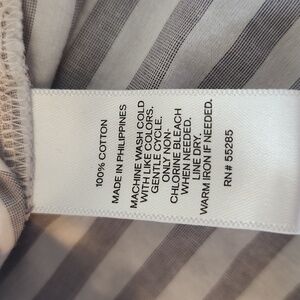 100% COTTON
MADE IN PHILIPPINES
MACHINE WASH COLD
WITH LIKE COLORS.
GENTLE CYCLE.
ONLY NON-
CHLORINE BLEACH
WHEN NEEDED.
LINE DRY.
WARM IRON IF NEEDED.
RN# 55285